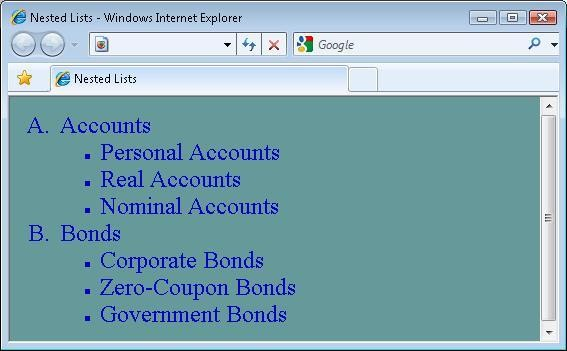 Nested Lists - Windows Internet Explorer
Google
Nested Lists
A. Accounts
▪ Personal Accounts
▪ Real Accounts
▪ Nominal Accounts
B. Bonds
▪ Corporate Bonds
▪ Zero-Coupon Bonds
▪ Government Bonds